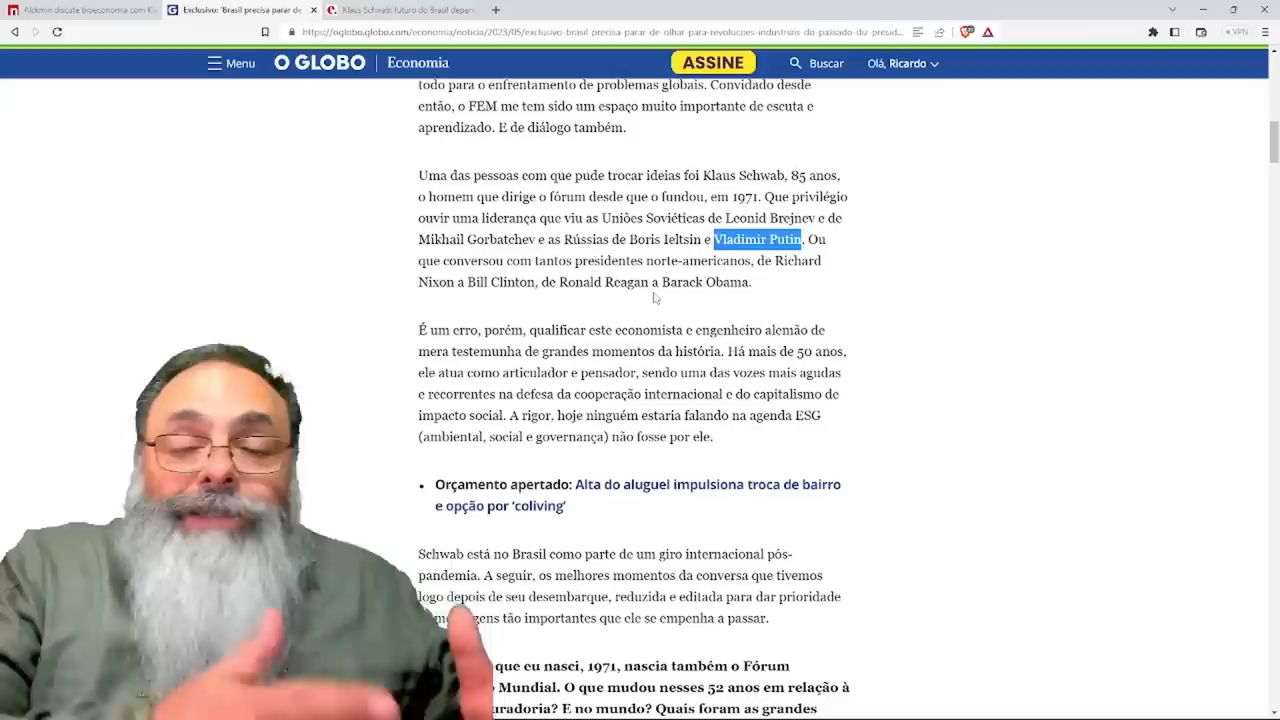 Alckmin discute bioeconomia com Kl
Exclusivo: 'Brasil precisa parar de
Klaus Schwab: futuro do Brasil depen
https://oglobo.globo.com/economia/noticia/2023/05/exclusivo-brasil-precisa-parar-de-olhar-para-revolucoes-industriais-do-passado-diz-presid...
VPN
Menu
O GLOBO
Economia
ASSINE
Buscar
Olá, Ricardo
todo para o enfrentamento de problemas globais. Convidado desde
então, o FEM me tem sido um espaço muito importante de escuta e
aprendizado. E de diálogo também.
Uma das pessoas com que pude trocar ideias foi Klaus Schwab, 85 anos,
o homem que dirige o fórum desde que o fundou, em 1971. Que privilégio
ouvir uma liderança que viu as Uniões Soviéticas de Leonid Brejnev e de
Mikhail Gorbatchev e as Rússias de Boris Ieltsin e Vladimir Putin. Ou
que conversou com tantos presidentes norte-americanos, de Richard
Nixon a Bill Clinton, de Ronald Reagan a Barack Obama.
É um erro, porém, qualificar este economista e engenheiro alemão de
mera testemunha de grandes momentos da história. Há mais de 50 anos,
ele atua como articulador e pensador, sendo uma das vozes mais agudas
e recorrentes na defesa da cooperação internacional e do capitalismo de
impacto social. A rigor, hoje ninguém estaria falando na agenda ESG
(ambiental, social e governança) não fosse por ele.
• Orçamento apertado: Alta do aluguel impulsiona troca de bairro
e opção por 'coliving'
Schwab está no Brasil como parte de um giro internacional pós-
pandemia. A seguir, os melhores momentos da conversa que tivemos
logo depois de seu desembarque, reduzida e editada para dar prioridade
gens tão importantes que ele se empenha a passar.
que eu nasci, 1971, nascia também o Fórum
Mundial. O que mudou nesses 52 anos em relação à
uradoria? E no mundo? Quais foram as grandes